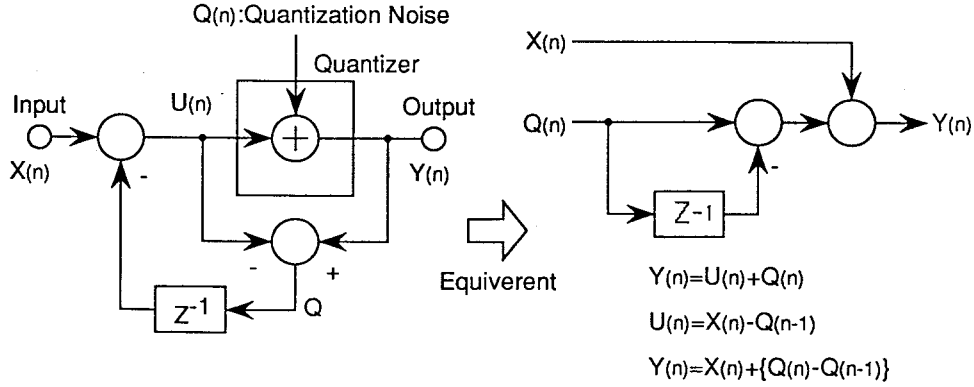 Q(n):Quantization Noise
Quantizer
Input
U(n)
Output
X(n)
+
Y(n)
-
-
+
Q
Z-1
Equiverent
X(n)
Q(n)
Y(n)
-
Z-1
Y(n)=U(n)+Q(n)
U(n)=X(n)-Q(n-1)
Y(n)=X(n)+{Q(n)-Q(n-1)}